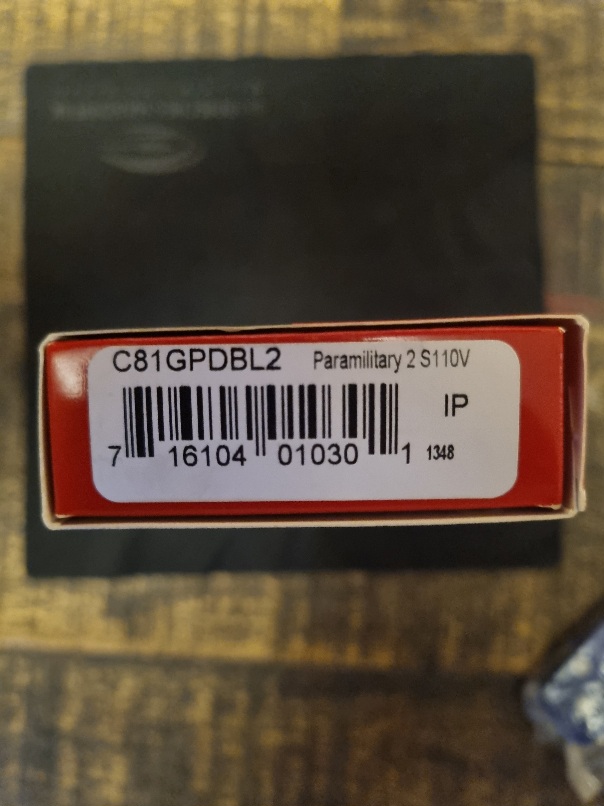 C81GPDBL2 Paramilitary 2 S110V
IP
7 16104 01030 1 1348